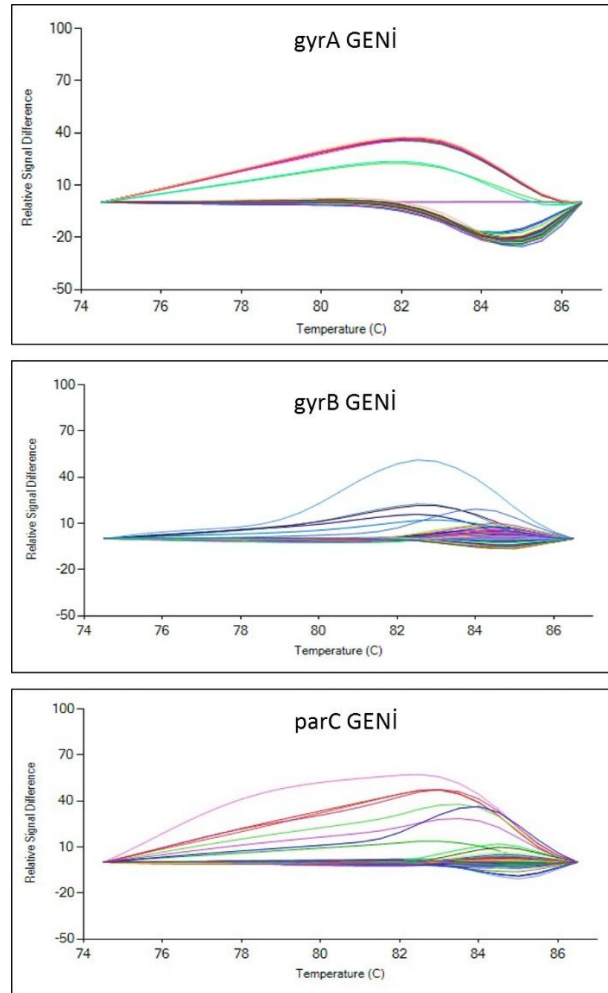 gyrA GENİ
100
70
40
10
-20
-50
Relative Signal Difference
74 76 78 80 82 84 86
Temperature (C)
gyrB GENİ
100
70
40
10
-20
-50
Relative Signal Difference
74 76 78 80 82 84 86
Temperature (C)
parC GENİ
100
70
40
10
-20
-50
Relative Signal Difference
74 76 78 80 82 84 86
Temperature (C)